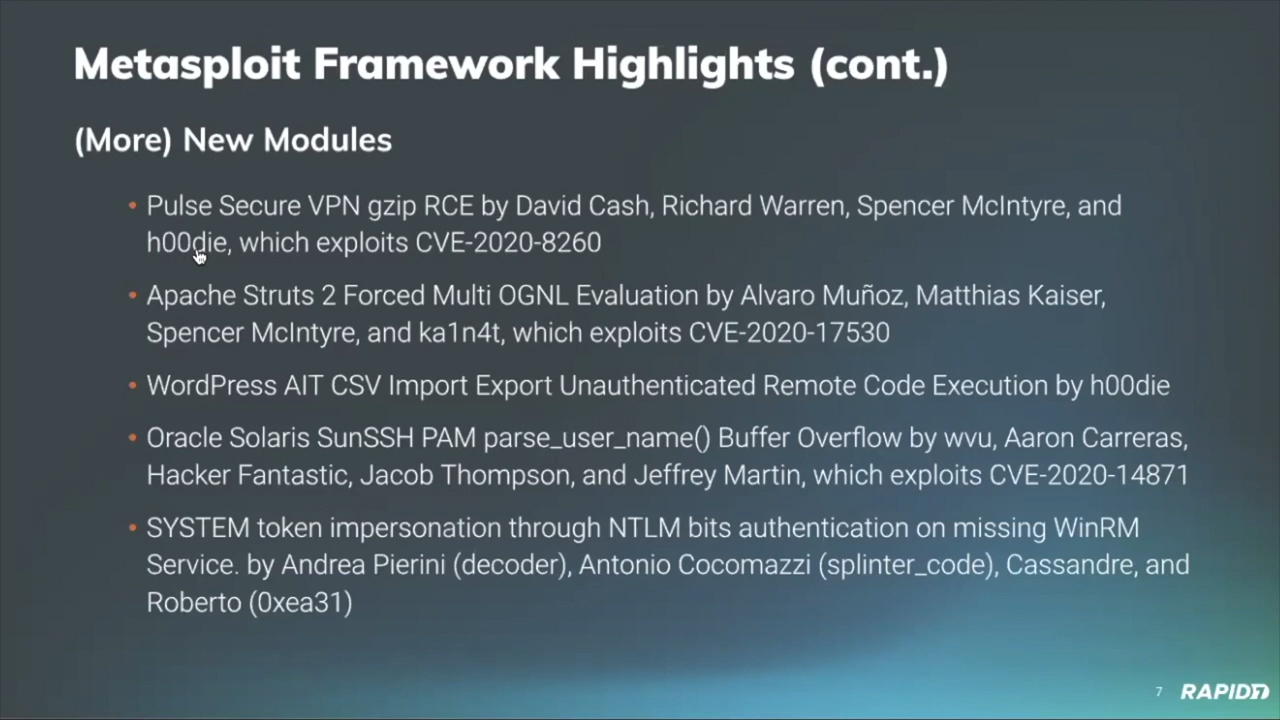 Metasploit Framework Highlights (cont.)
(More) New Modules
• Pulse Secure VPN gzip RCE by David Cash, Richard Warren, Spencer McIntyre, and
h00die, which exploits CVE-2020-8260
• Apache Struts 2 Forced Multi OGNL Evaluation by Alvaro Muñoz, Matthias Kaiser,
Spencer McIntyre, and ka1n4t, which exploits CVE-2020-17530
• WordPress AIT CSV Import Export Unauthenticated Remote Code Execution by h00die
• Oracle Solaris SunSSH PAM parse_user_name() Buffer Overflow by wvu, Aaron Carreras,
Hacker Fantastic, Jacob Thompson, and Jeffrey Martin, which exploits CVE-2020-14871
• SYSTEM token impersonation through NTLM bits authentication on missing WinRM
Service. by Andrea Pierini (decoder), Antonio Cocomazzi (splinter_code), Cassandre, and
Roberto (0xea31)
7 RAPID7